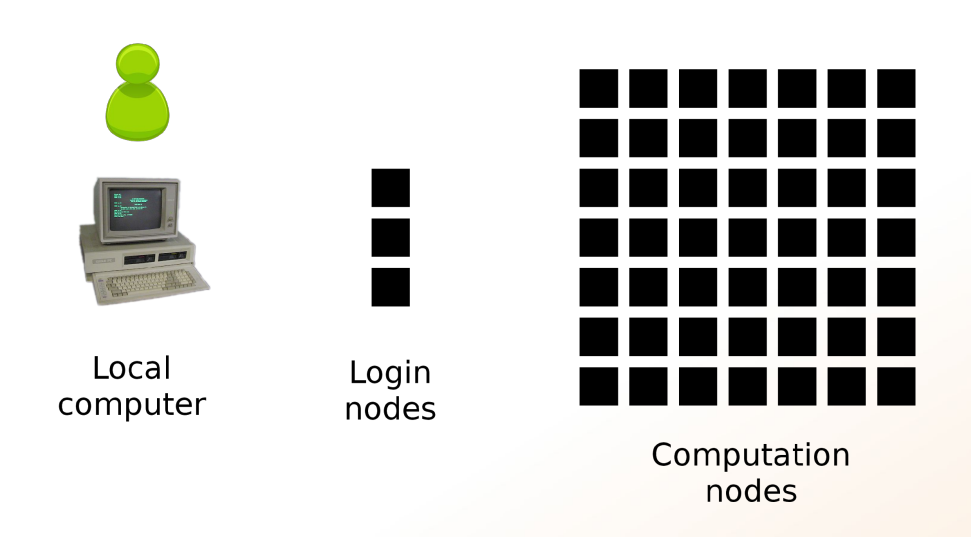 Local
computer
Login
nodes
Computation
nodes